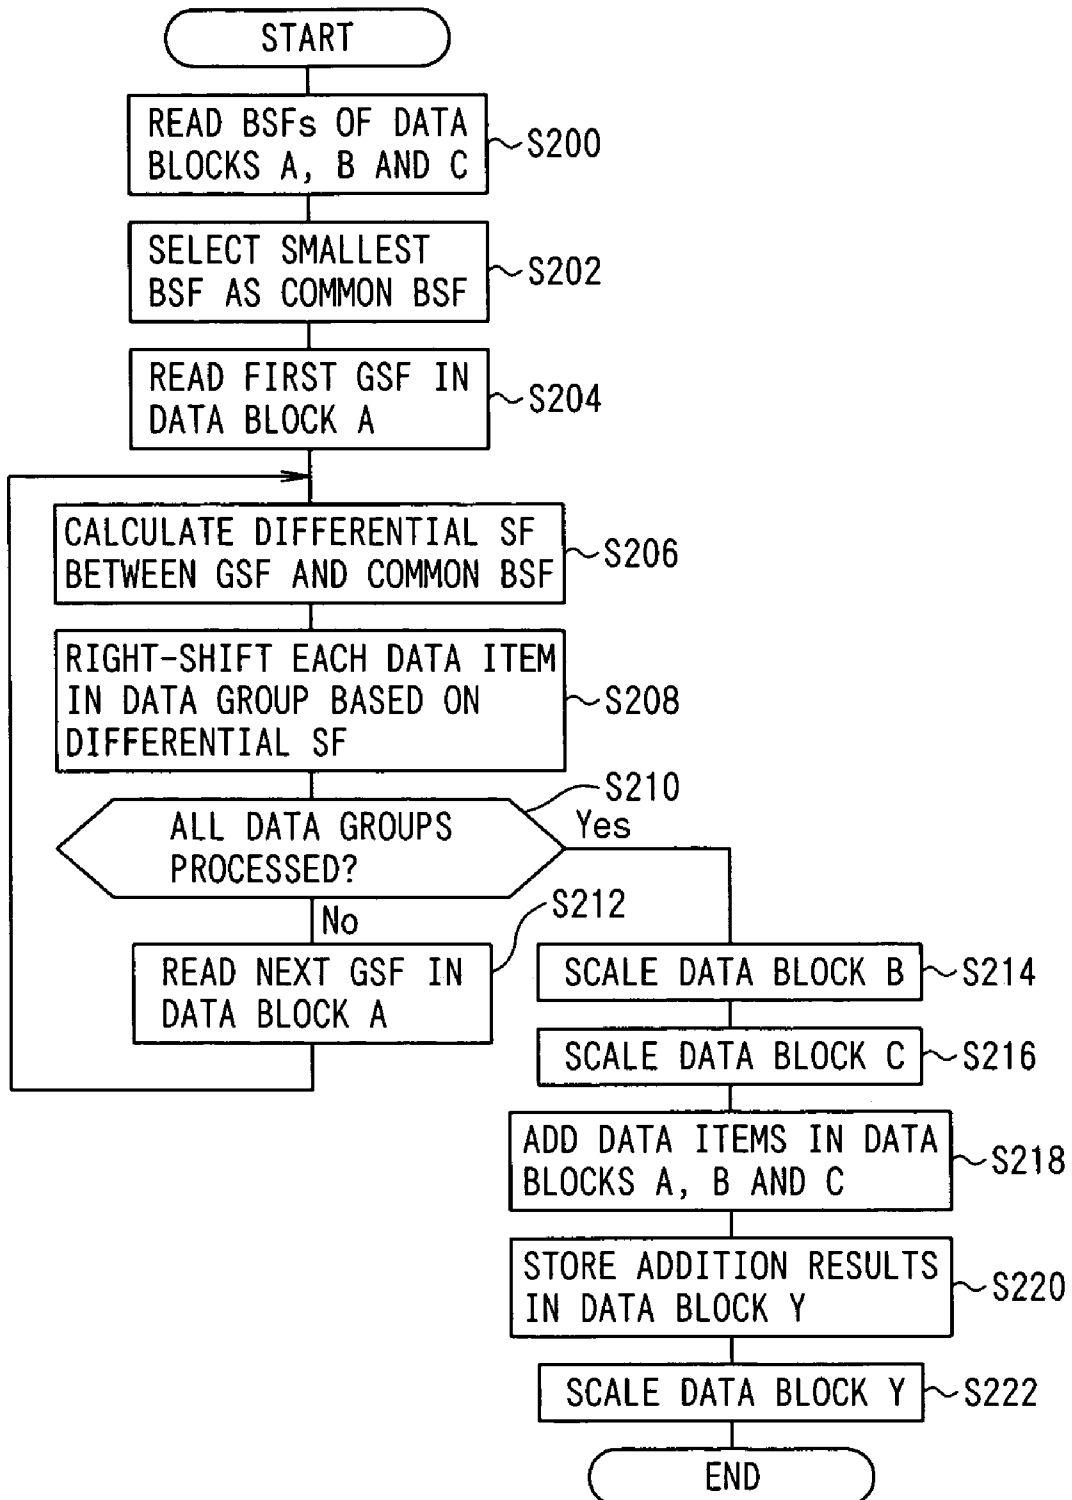 START
READ BSFs OF DATA
BLOCKS A, B AND C
S200
SELECT SMALLEST
BSF AS COMMON BSF
S202
READ FIRST GSF IN
DATA BLOCK A
S204
CALCULATE DIFFERENTIAL SF
BETWEEN GSF AND COMMON BSF
S206
RIGHT-SHIFT EACH DATA ITEM
IN DATA GROUP BASED ON
DIFFERENTIAL SF
S208
S210
ALL DATA GROUPS
PROCESSED?
Yes
No
S212
READ NEXT GSF IN
DATA BLOCK A
SCALE DATA BLOCK B
S214
SCALE DATA BLOCK C
S216
ADD DATA ITEMS IN DATA
BLOCKS A, B AND C
S218
STORE ADDITION RESULTS
IN DATA BLOCK Y
S220
SCALE DATA BLOCK Y
S222
END